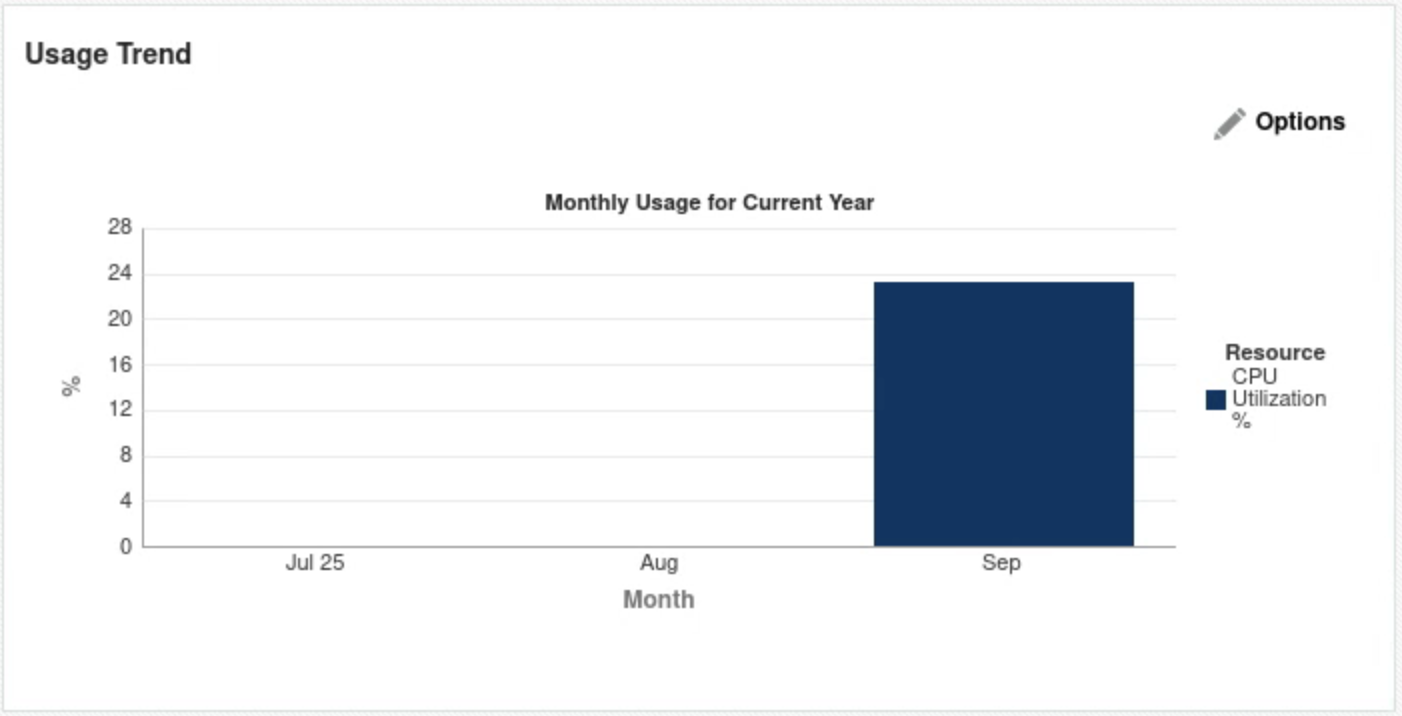 Usage Trend
Options
Monthly Usage for Current Year
28
24
20
16
12
8
4
0
%
Jul 25
Aug
Sep
Month
Resource
CPU
Utilization
%